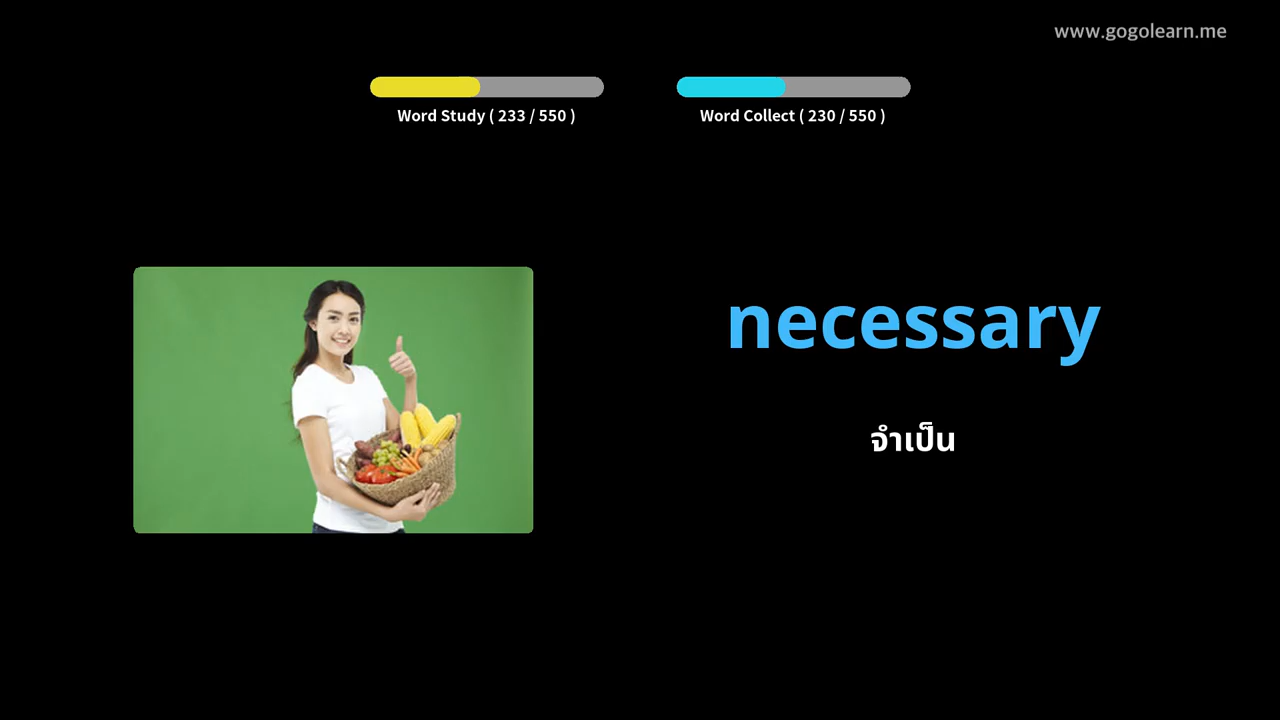 www.gogolearn.me
Word Study ( 233 / 550 )
Word Collect ( 230 / 550 )
necessary
จำเป็น